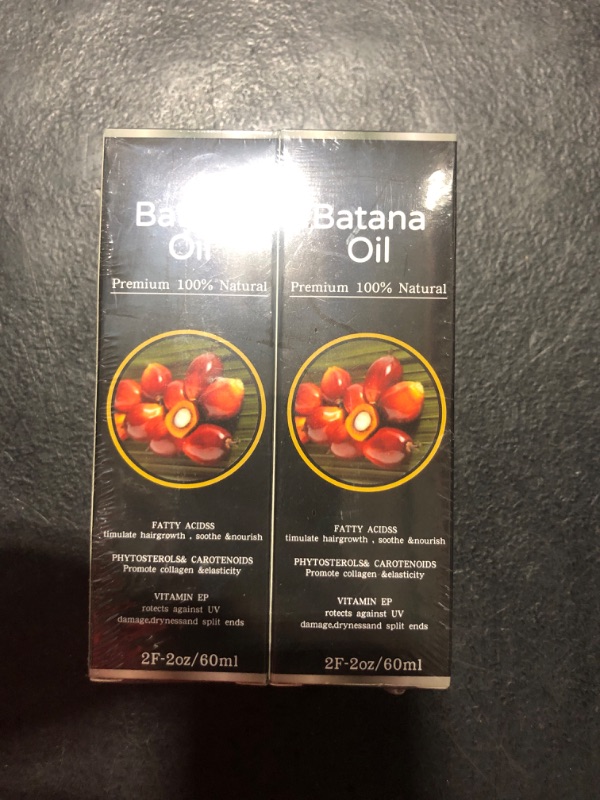 Oil
Premium 100% Natural
FATTY ACIDSS
timulate hairgrowth , soothe &nourish
PHYTOSTEROLS& CAROTENOIDS
Promote collagen &elasticity
VITAMIN EP
rotects against UV
damage,drynessand split ends
2F-2oz/60ml
Batana
Oil
Premium 100% Natural
FATTY ACIDSS
timulate hairgrowth , soothe &nourish
PHYTOSTEROLS& CAROTENOIDS
Promote collagen &elasticity
VITAMIN EP
rotects against UV
damage,drynessand split ends
2F-2oz/60ml